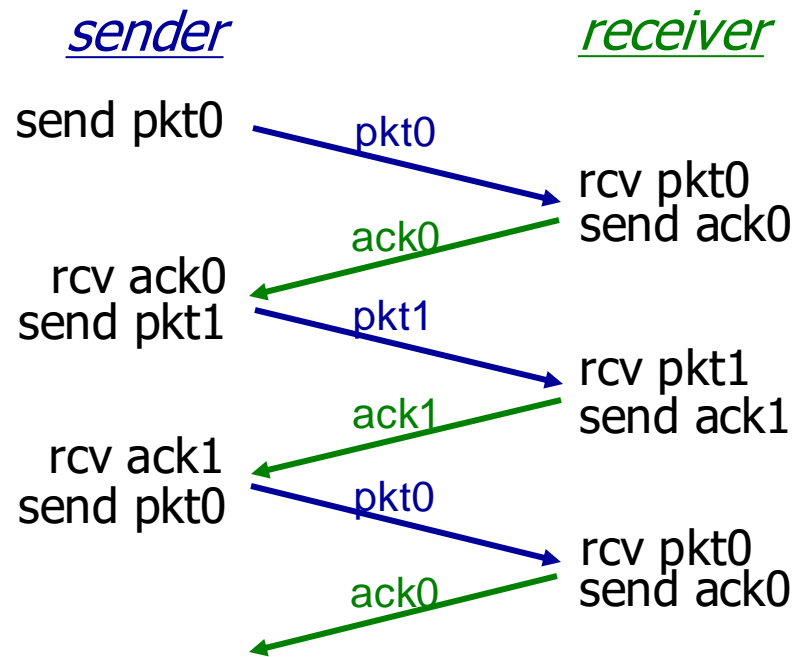 sender
receiver
send pkt0
pkt0
rcv pkt0
send ack0
ack0
rcv ack0
send pkt1
pkt1
rcv pkt1
send ack1
ack1
rcv ack1
send pkt0
pkt0
rcv pkt0
send ack0
ack0